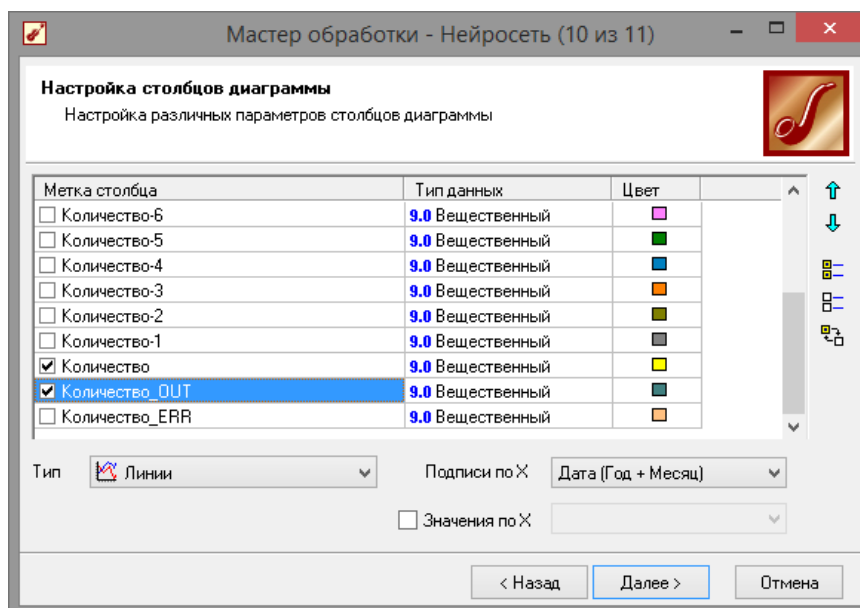 Мастер обработки - Нейросеть (10 из 11)
Настройка столбцов диаграммы
Настройка различных параметров столбцов диаграммы
Метка столбца Тип данных Цвет
Количество-6 9.0 Вещественный
Количество-5 9.0 Вещественный
Количество-4 9.0 Вещественный
Количество-3 9.0 Вещественный
Количество-2 9.0 Вещественный
Количество-1 9.0 Вещественный
Количество 9.0 Вещественный
Количество_OUT 9.0 Вещественный
Количество_ERR 9.0 Вещественный
Тип Линии Подписи по X Дата (Год + Месяц)
Значения по X
< Назад Далее > Отмена